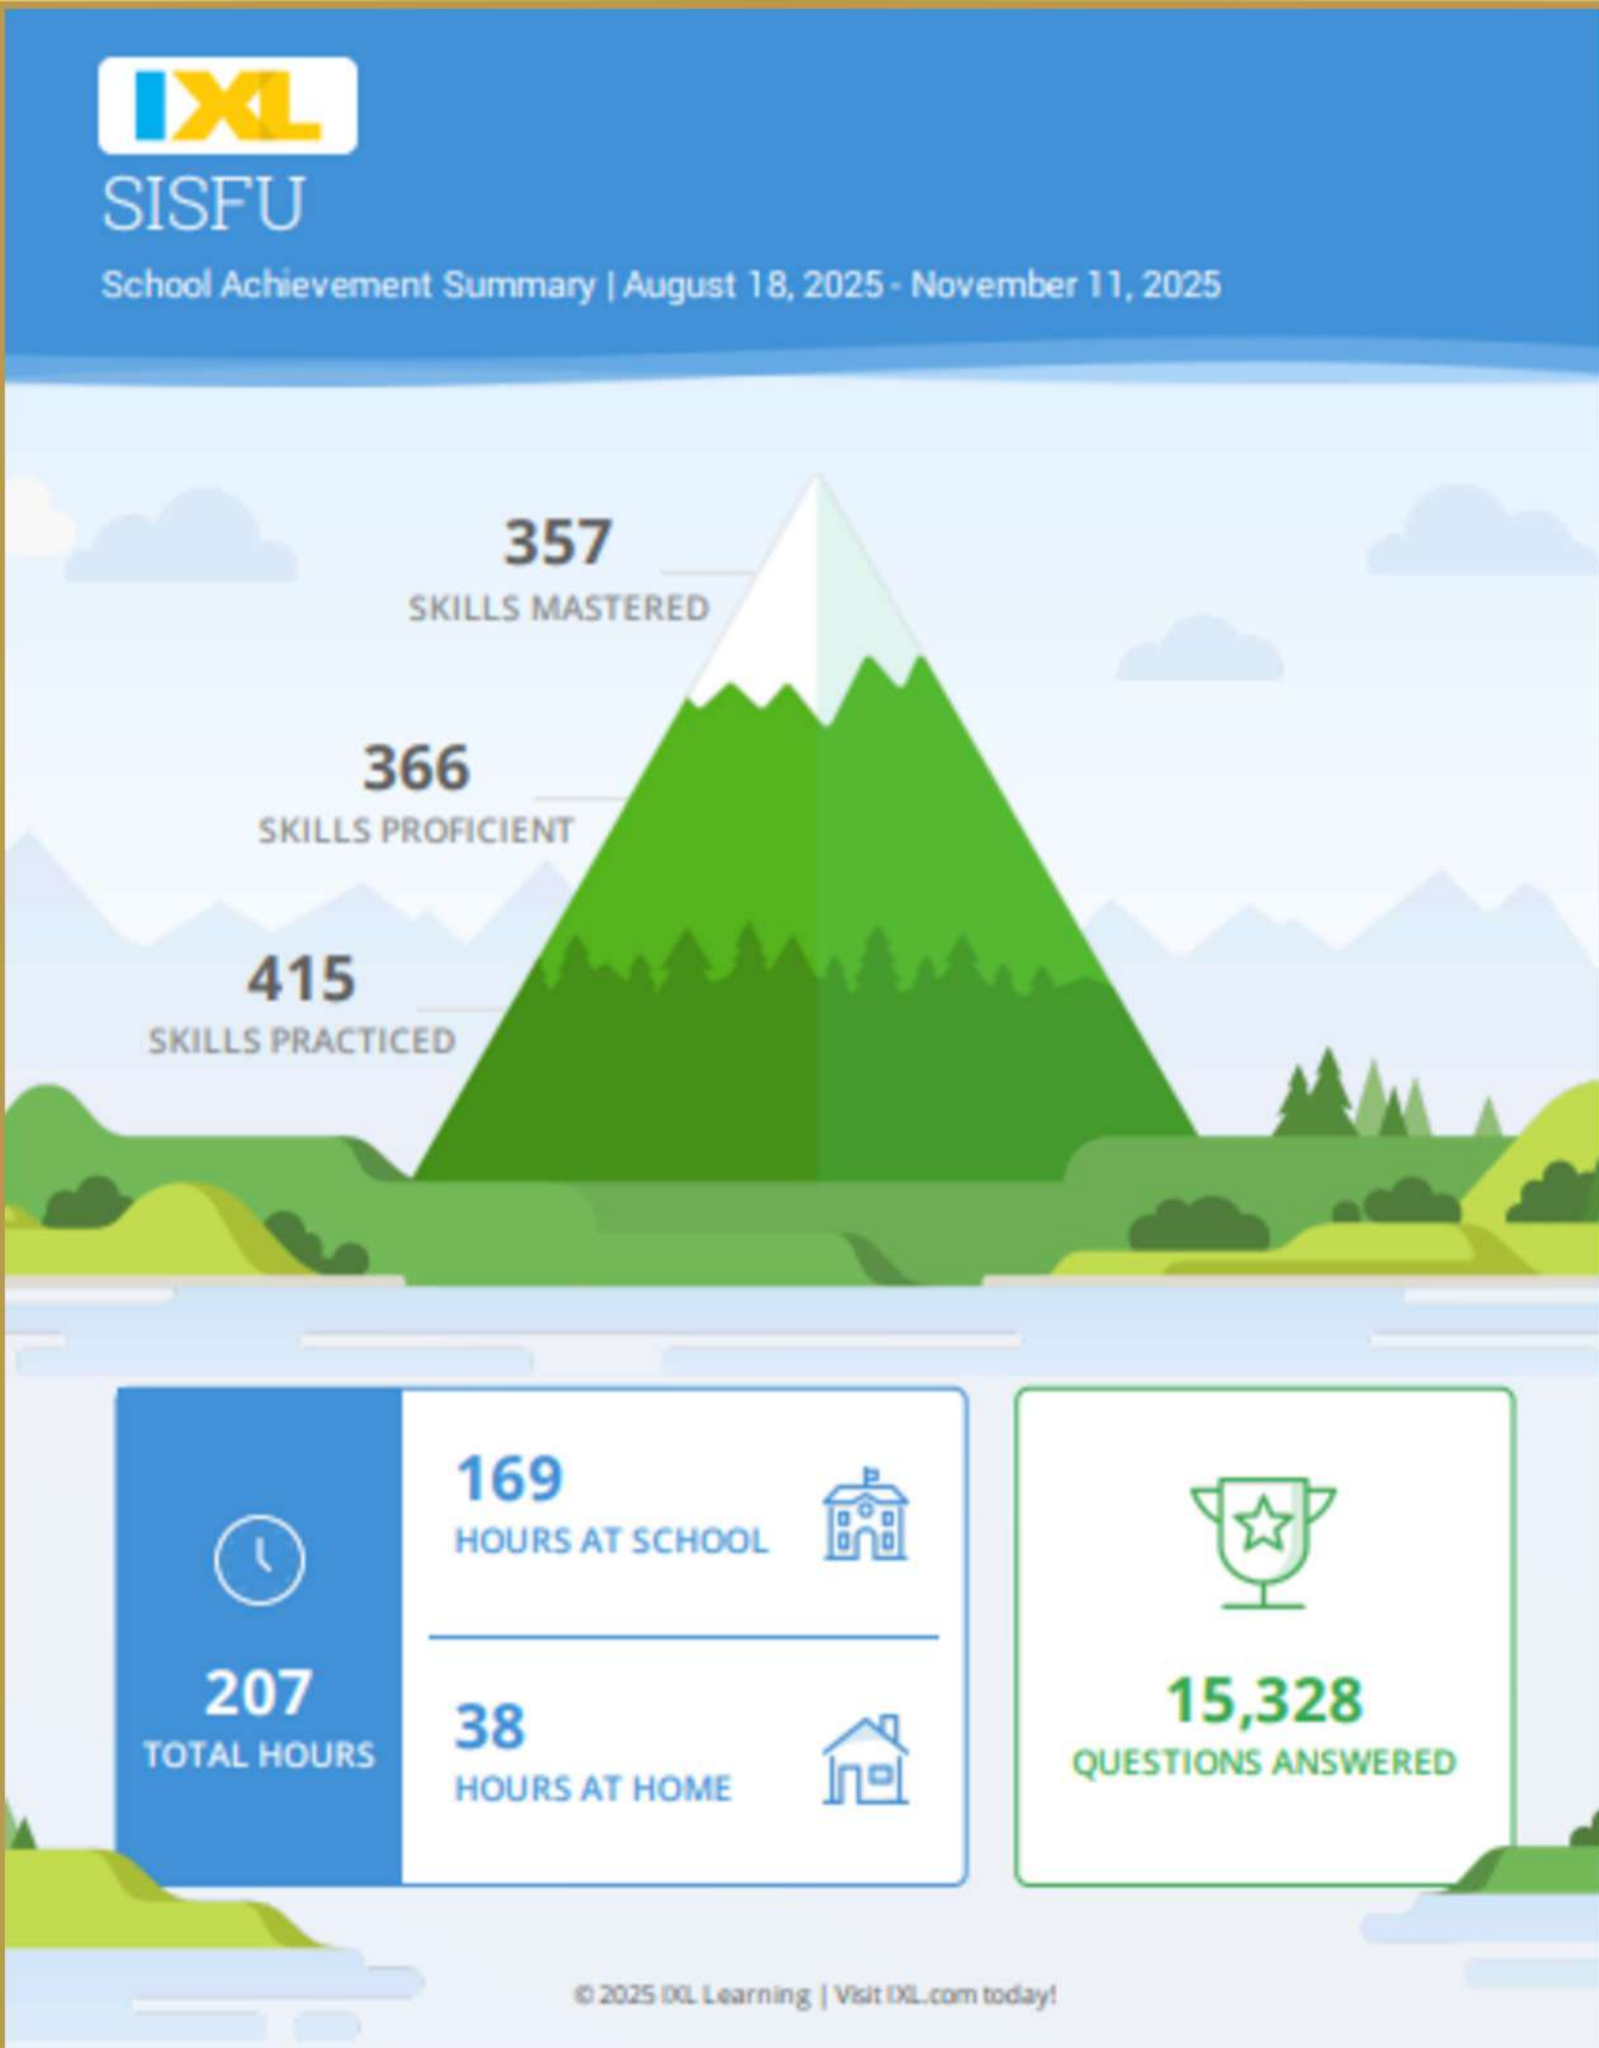 IXL
SISFU
School Achievement Summary | August 18, 2025 - November 11, 2025
357
SKILLS MASTERED
366
SKILLS PROFICIENT
415
SKILLS PRACTICED
207
TOTAL HOURS
169
HOURS AT SCHOOL
38
HOURS AT HOME
15,328
QUESTIONS ANSWERED
© 2025 IXL Learning | Visit IXL.com today!